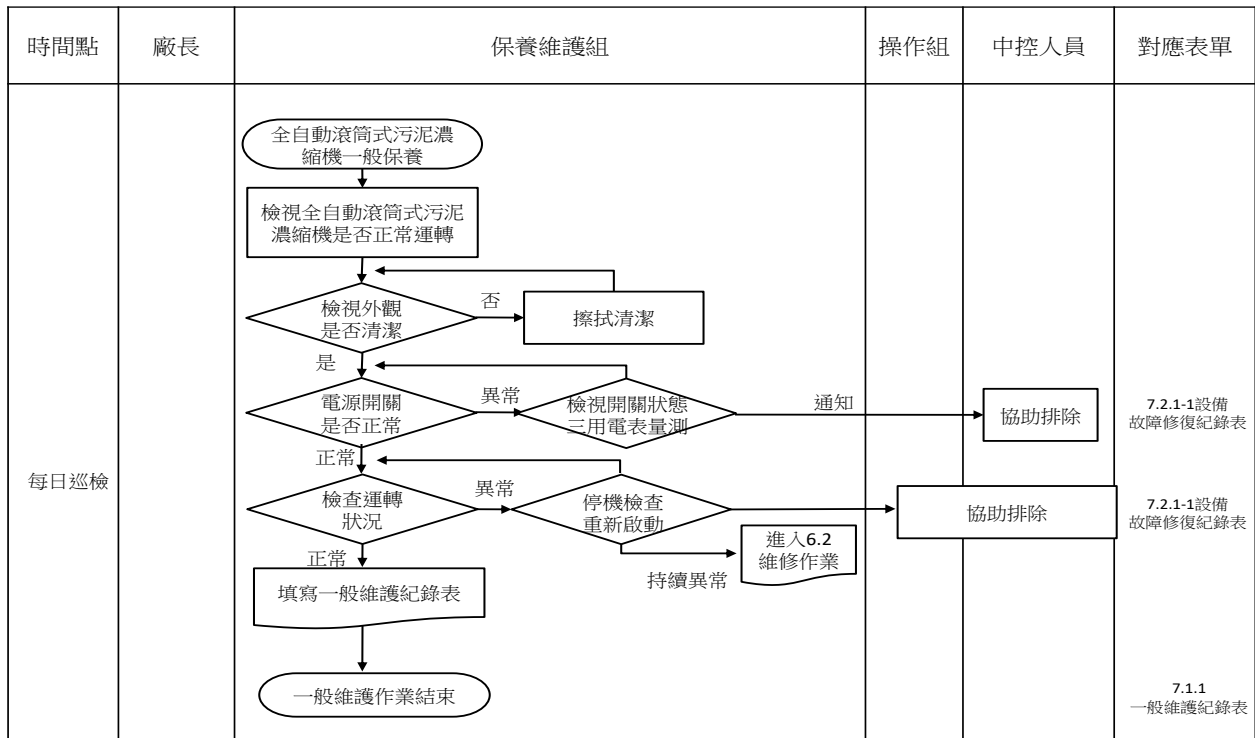 時間點
廠長
保養維護組
操作組
中控人員
對應表單
全自動滾筒式污泥濃
縮機一般保養
檢視全自動滾筒式污泥
濃縮機是否正常運轉
檢視外觀
是否清潔
否
擦拭清潔
是
電源開關
是否正常
異常
檢視開關狀態
三用電表量測
通知
協助排除
7.2.1-1設備
故障修復紀錄表
正常
每日巡檢
檢查運轉
狀況
異常
停機檢查
重新啟動
協助排除
7.2.1-1設備
故障修復紀錄表
進入6.2
維修作業
持續異常
正常
填寫一般維護紀錄表
一般維護作業結束
7.1.1
一般維護紀錄表